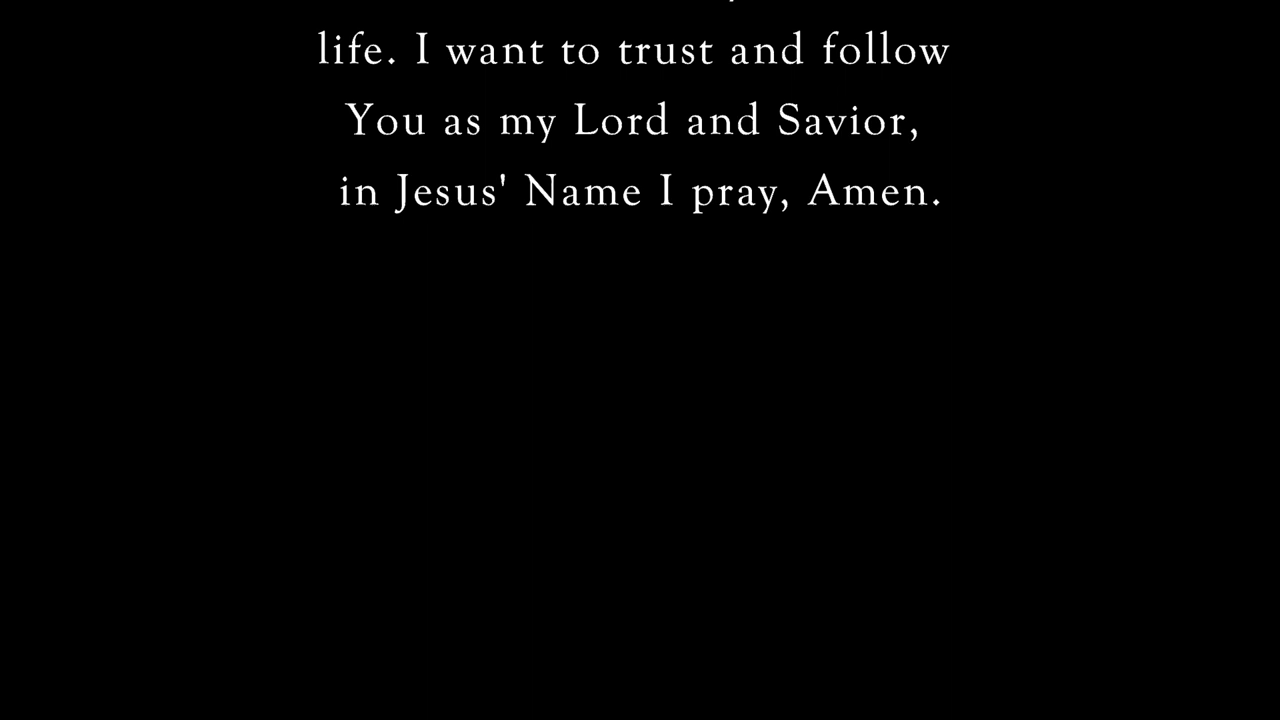 life. I want to trust and follow
You as my Lord and Savior,
in Jesus' Name I pray, Amen.